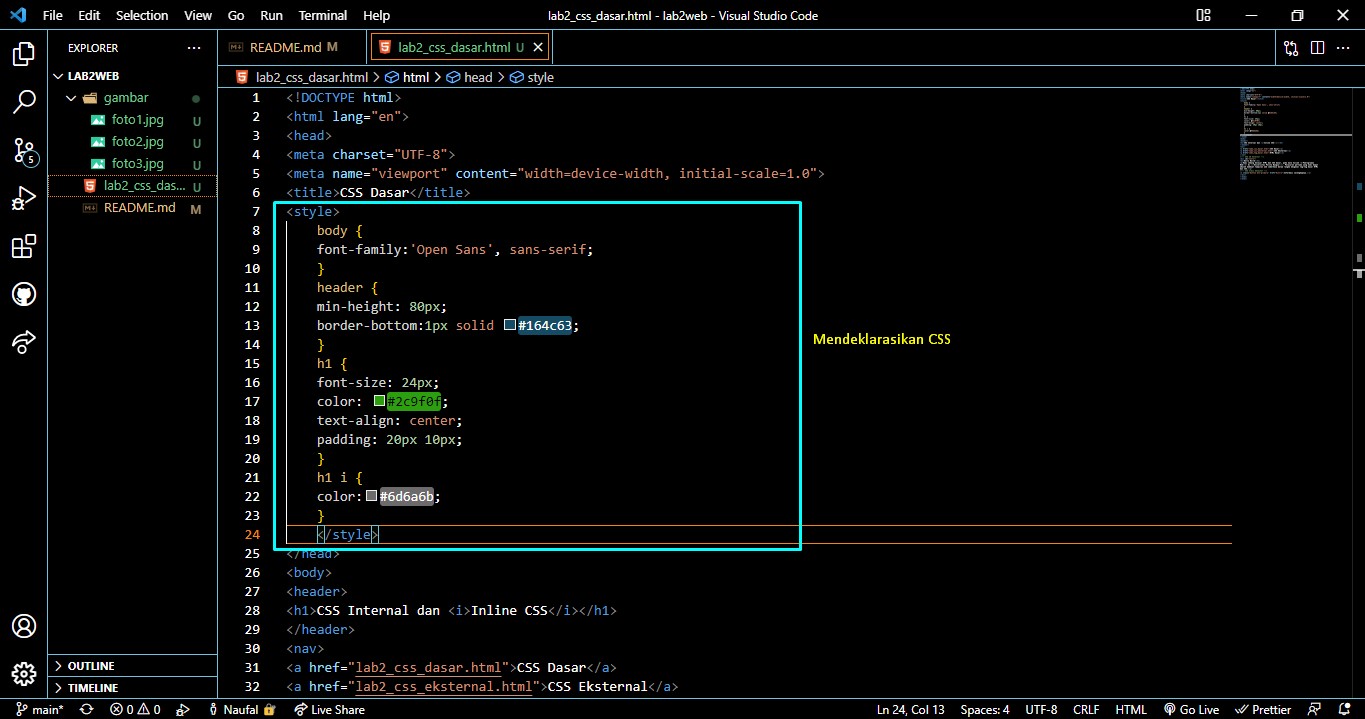 File Edit Selection View Go Run Terminal Help lab2_css_dasar.html - lab2web - Visual Studio Code
EXPLORER ···
LAB2WEB
gambar
foto1.jpg U
foto2.jpg U
foto3.jpg U
lab2_css_das... U
README.md M
OUTLINE
TIMELINE
README.md M lab2_css_dasar.html U
lab2_css_dasar.html > html > head > style
1 <!DOCTYPE html>
2 <html lang="en">
3 <head>
4 <meta charset="UTF-8">
5 <meta name="viewport" content="width=device-width, initial-scale=1.0">
6 <title>CSS Dasar</title>
7 <style>
8 body {
9 font-family:'Open Sans', sans-serif;
10 }
11 header {
12 min-height: 80px;
13 border-bottom:1px solid #164c63;
14 }
15 h1 {
16 font-size: 24px;
17 color: #2c9f0f;
18 text-align: center;
19 padding: 20px 10px;
20 }
21 h1 i {
22 color: #6d6a6b;
23 }
24 </style>
25 </head>
26 <body>
27 <header>
28 <h1>CSS Internal dan <i>Inline CSS</i></h1>
29 </header>
30 <nav>
31 <a href="lab2_css_dasar.html">CSS Dasar</a>
32 <a href="lab2_css_eksternal.html">CSS Eksternal</a>
Mendeklarasikan CSS
5
main* 0 0 Naufal Live Share Ln 24, Col 13 Spaces: 4 UTF-8 CRLF HTML Go Live Prettier